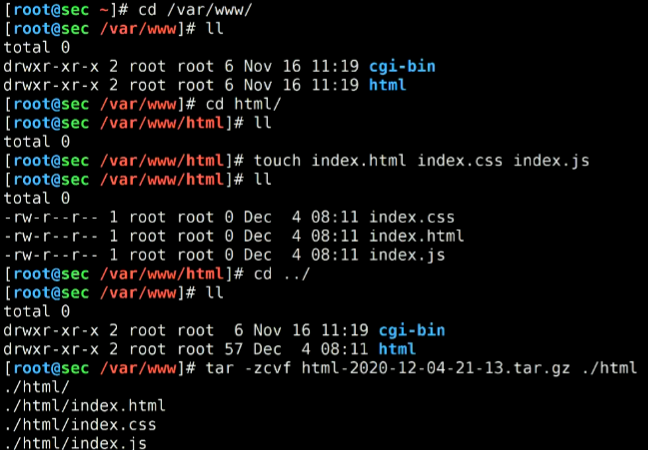 [root@sec ~]# cd /var/www/
[root@sec /var/www]# ll
total 0
drwxr-xr-x 2 root root 6 Nov 16 11:19 cgi-bin
drwxr-xr-x 2 root root 6 Nov 16 11:19 html
[root@sec /var/www]# cd html/
[root@sec /var/www/html]# ll
total 0
[root@sec /var/www/html]# touch index.html index.css index.js
[root@sec /var/www/html]# ll
total 0
-rw-r--r-- 1 root root 0 Dec  4 08:11 index.css
-rw-r--r-- 1 root root 0 Dec  4 08:11 index.html
-rw-r--r-- 1 root root 0 Dec  4 08:11 index.js
[root@sec /var/www/html]# cd ../
[root@sec /var/www]# ll
total 0
drwxr-xr-x 2 root root  6 Nov 16 11:19 cgi-bin
drwxr-xr-x 2 root root 57 Dec  4 08:11 html
[root@sec /var/www]# tar -zcvf html-2020-12-04-21-13.tar.gz ./html
./html/
./html/index.html
./html/index.css
./html/index.js